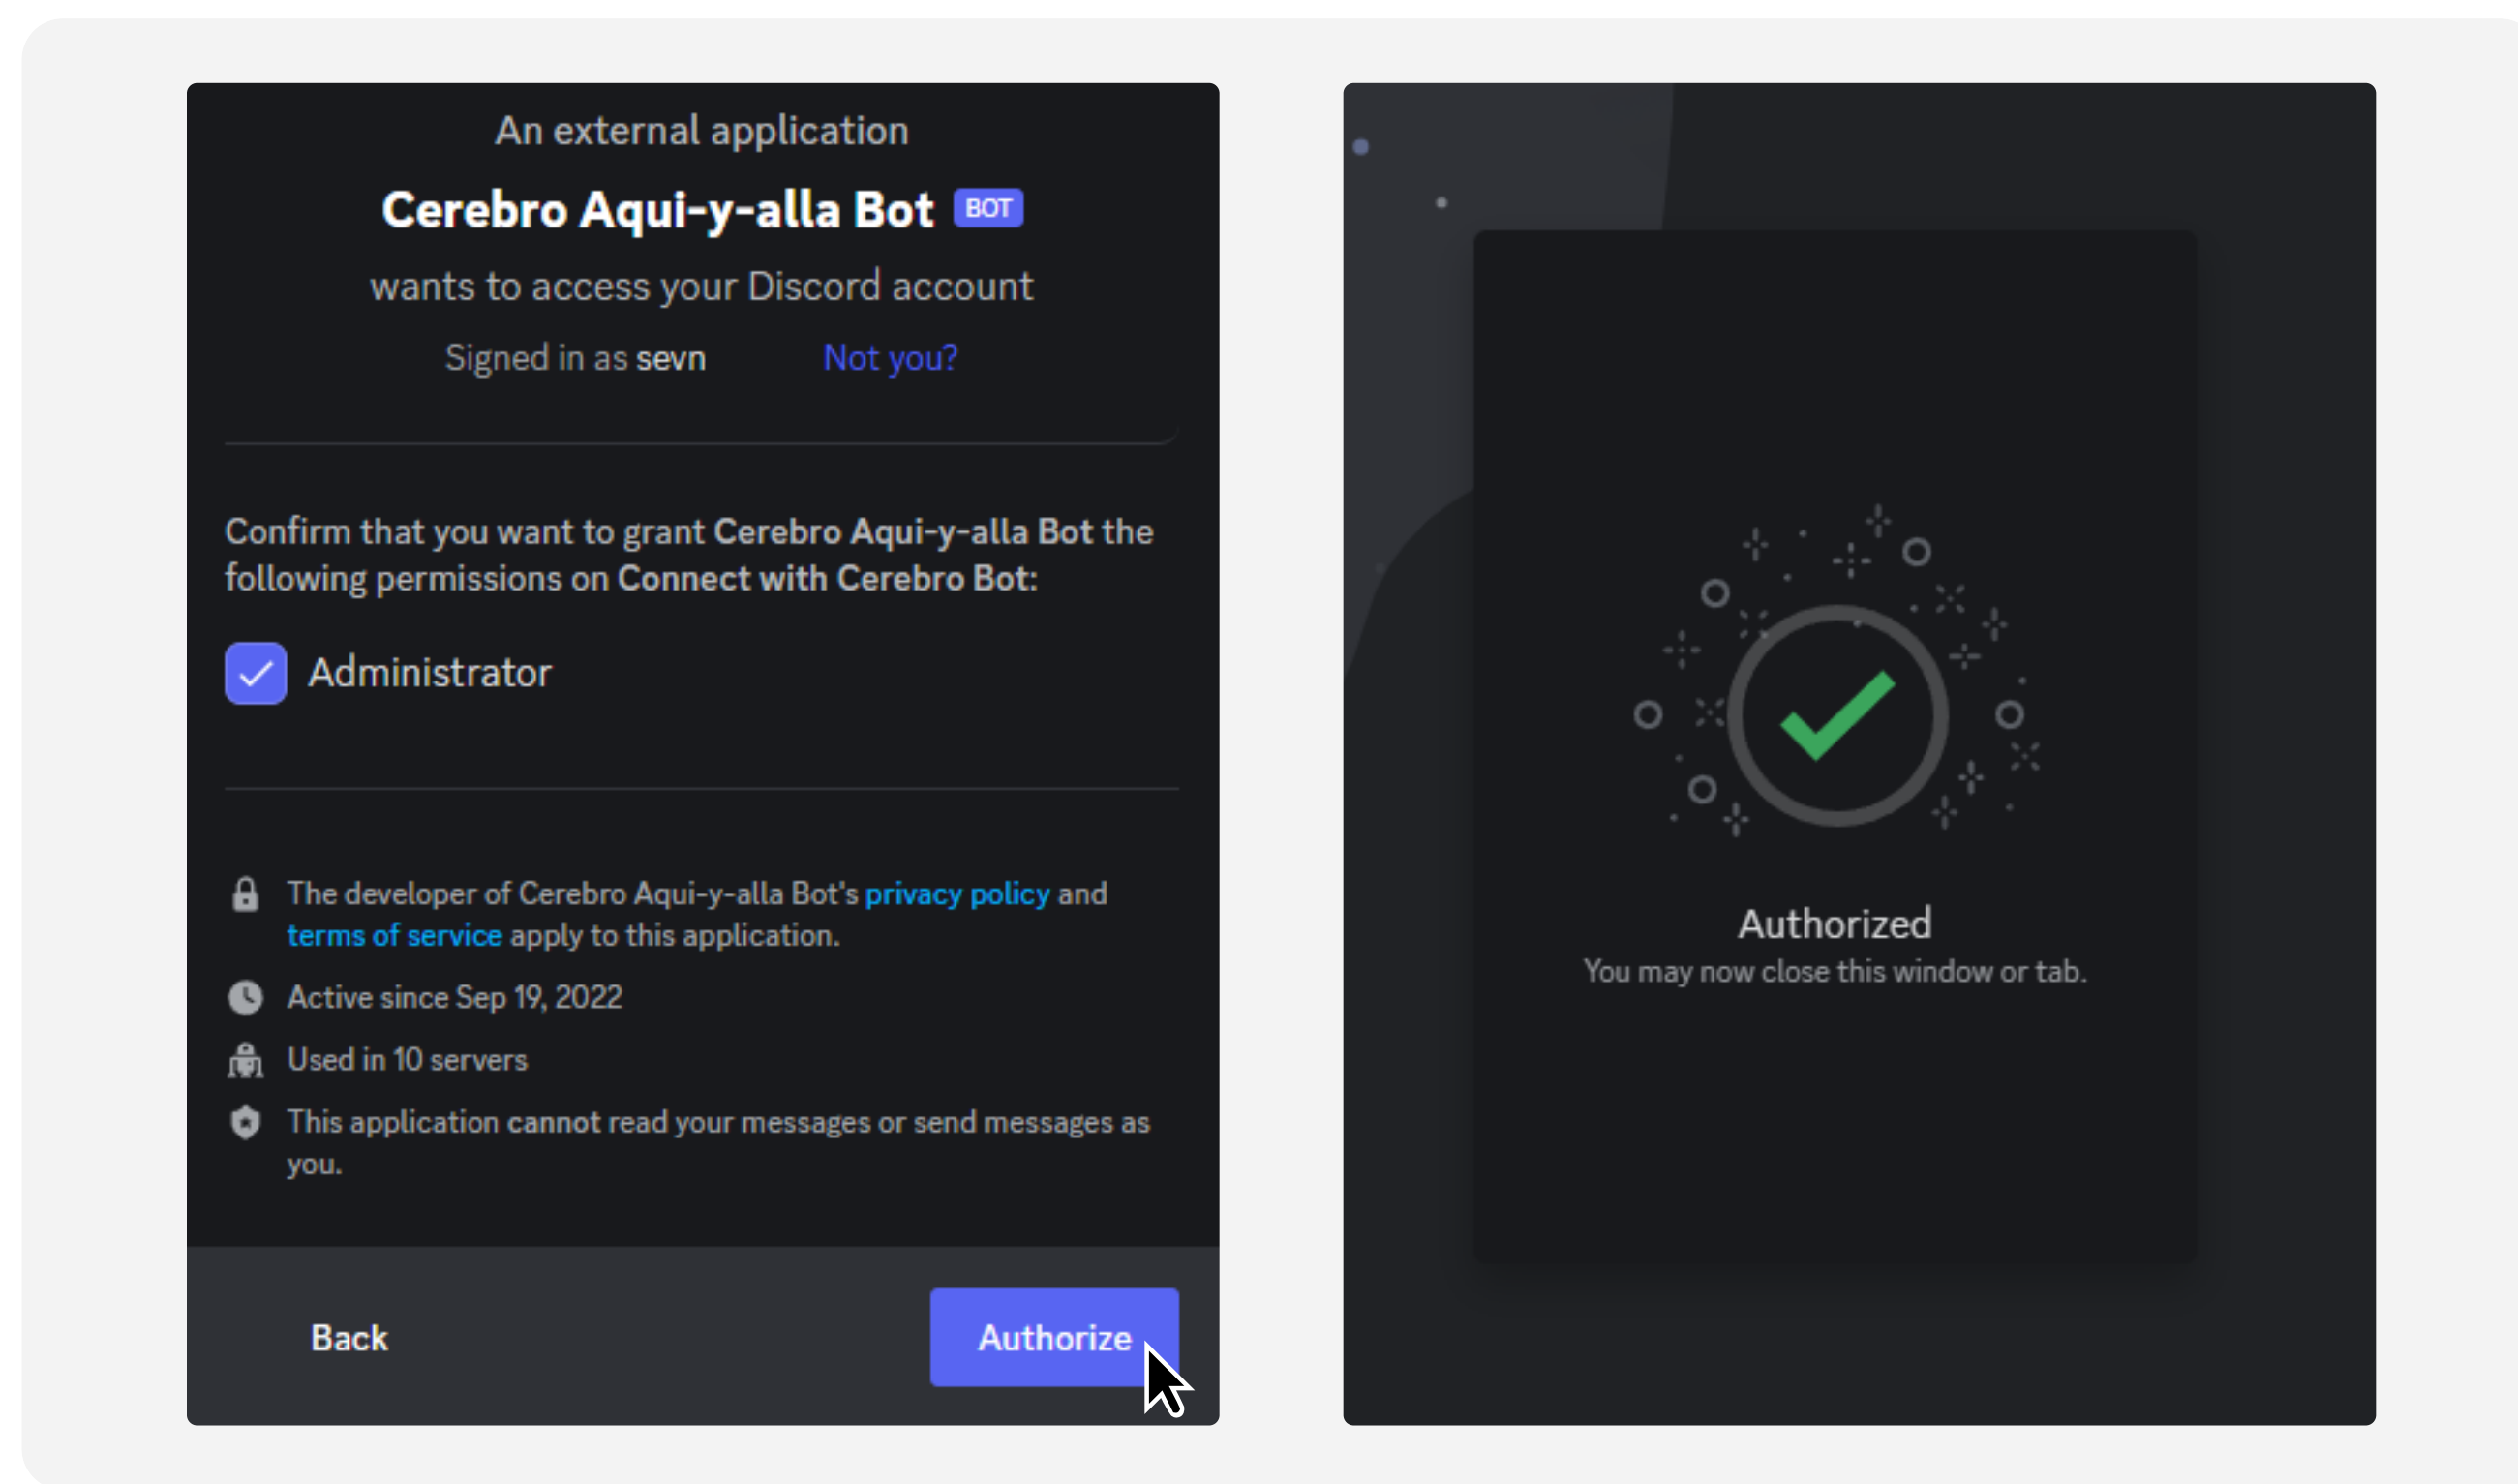 An external application
Cerebro Aqui-y-alla Bot BOT
wants to access your Discord account
Signed in as sevn Not you?
Confirm that you want to grant Cerebro Aqui-y-alla Bot the
following permissions on Connect with Cerebro Bot:
Administrator
The developer of Cerebro Aqui-y-alla Bot's privacy policy and
terms of service apply to this application.
Active since Sep 19, 2022
Used in 10 servers
This application cannot read your messages or send messages as
you.
Back
Authorize
Authorized
You may now close this window or tab.